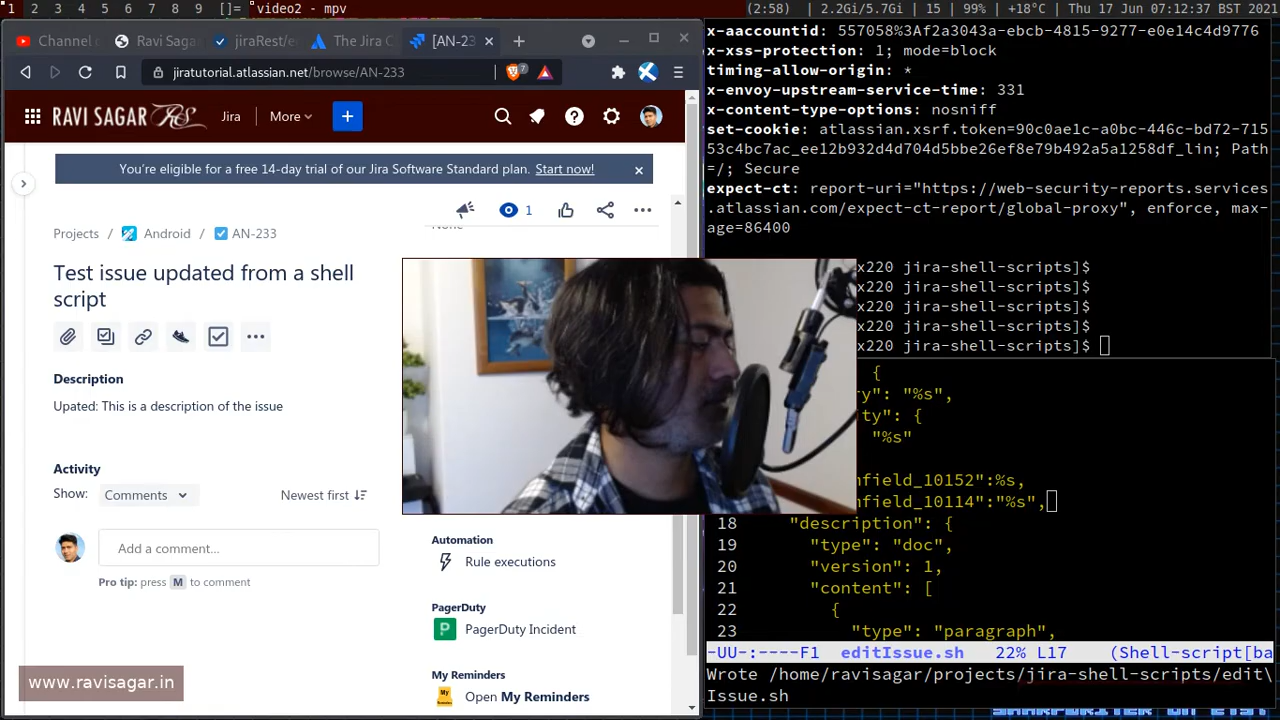 1 2 3 4 5 6 7 8 9 []= video2 - mpv
(2:58) | 2.2Gi/5.7Gi | 15 | 99% | +18°C | Thu 17 Jun 07:12:37 BST 2021
Channel
Ravi Sagar
jiraRest/e
The Jira C
[AN-23
jiratutorial.atlassian.net/browse/AN-233
7
RAVI SAGAR RS
Jira
More
You're eligible for a free 14-day trial of our Jira Software Standard plan. Start now!
1
None
Projects / Android / AN-233
Test issue updated from a shell
script
Description
Upated: This is a description of the issue
Activity
Show: Comments Newest first
Add a comment...
Pro tip: press M to comment
Automation
Rule executions
PagerDuty
PagerDuty Incident
My Reminders
Open My Reminders
www.ravisagar.in
x-aaccountid: 557058%3Af2a3043a-ebcb-4815-9277-e0e14c4d9776
x-xss-protection: 1; mode=block
timing-allow-origin: *
x-envoy-upstream-service-time: 331
x-content-type-options: nosniff
set-cookie: atlassian.xsrf.token=90c0ae1c-a0bc-446c-bd72-715
53c4bc7ac_ee12b932d4d704d5bbe26ef8e79b492a5a1258df_lin; Pat
=/; Secure
expect-ct: report-uri="https://web-security-reports.services
.atlassian.com/expect-ct-report/global-proxy", enforce, max-
age=86400
x220 jira-shell-scripts]$
x220 jira-shell-scripts]$
x220 jira-shell-scripts]$
x220 jira-shell-scripts]$
x220 jira-shell-scripts]$
{
ry": "%s",
ty": {
"%s"
nfield_10152":%s,
nfield_10114":"%s",
18 "description": {
19 "type": "doc",
20 "version": 1,
21 "content": [
22 {
23 "type": "paragraph",
-UU-:----F1 editIssue.sh 22% L17 (Shell-script[ba
Wrote /home/ravisagar/projects/jira-shell-scripts/edit\
Issue.sh